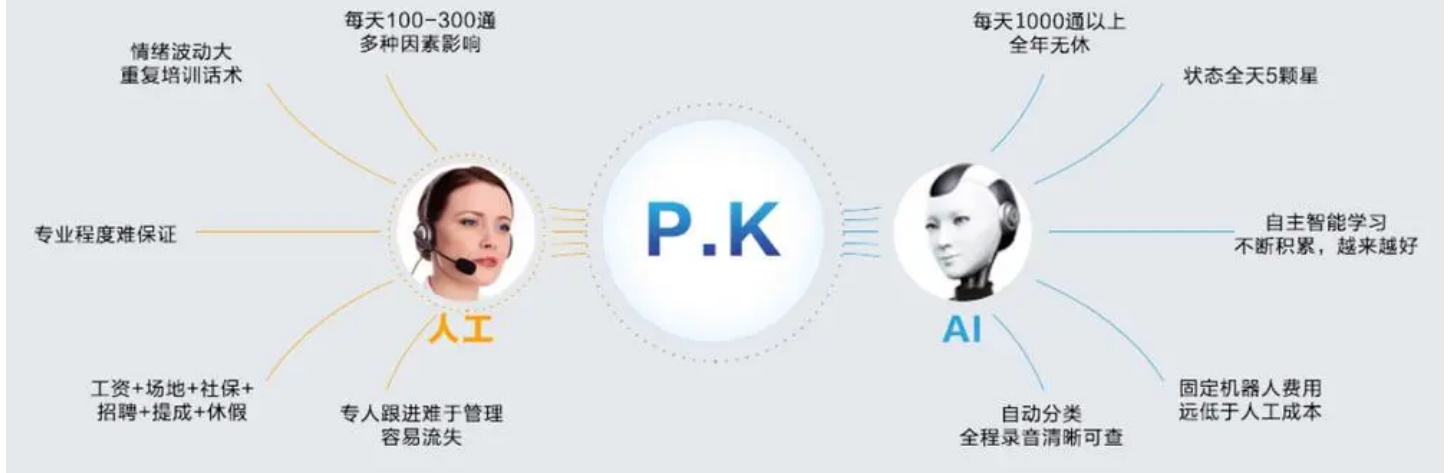 每天100-300通
多种因素影响
情绪波动大
重复培训话术
专业程度难保证
工资+场地+社保+
招聘+提成+休假
专人跟进难于管理
容易流失
人工
P.K
每天1000通以上
全年无休
状态全天5颗星
自主智能学习
不断积累，越来越好
固定机器人费用
远低于人工成本
自动分类
全程录音清晰可查
AI